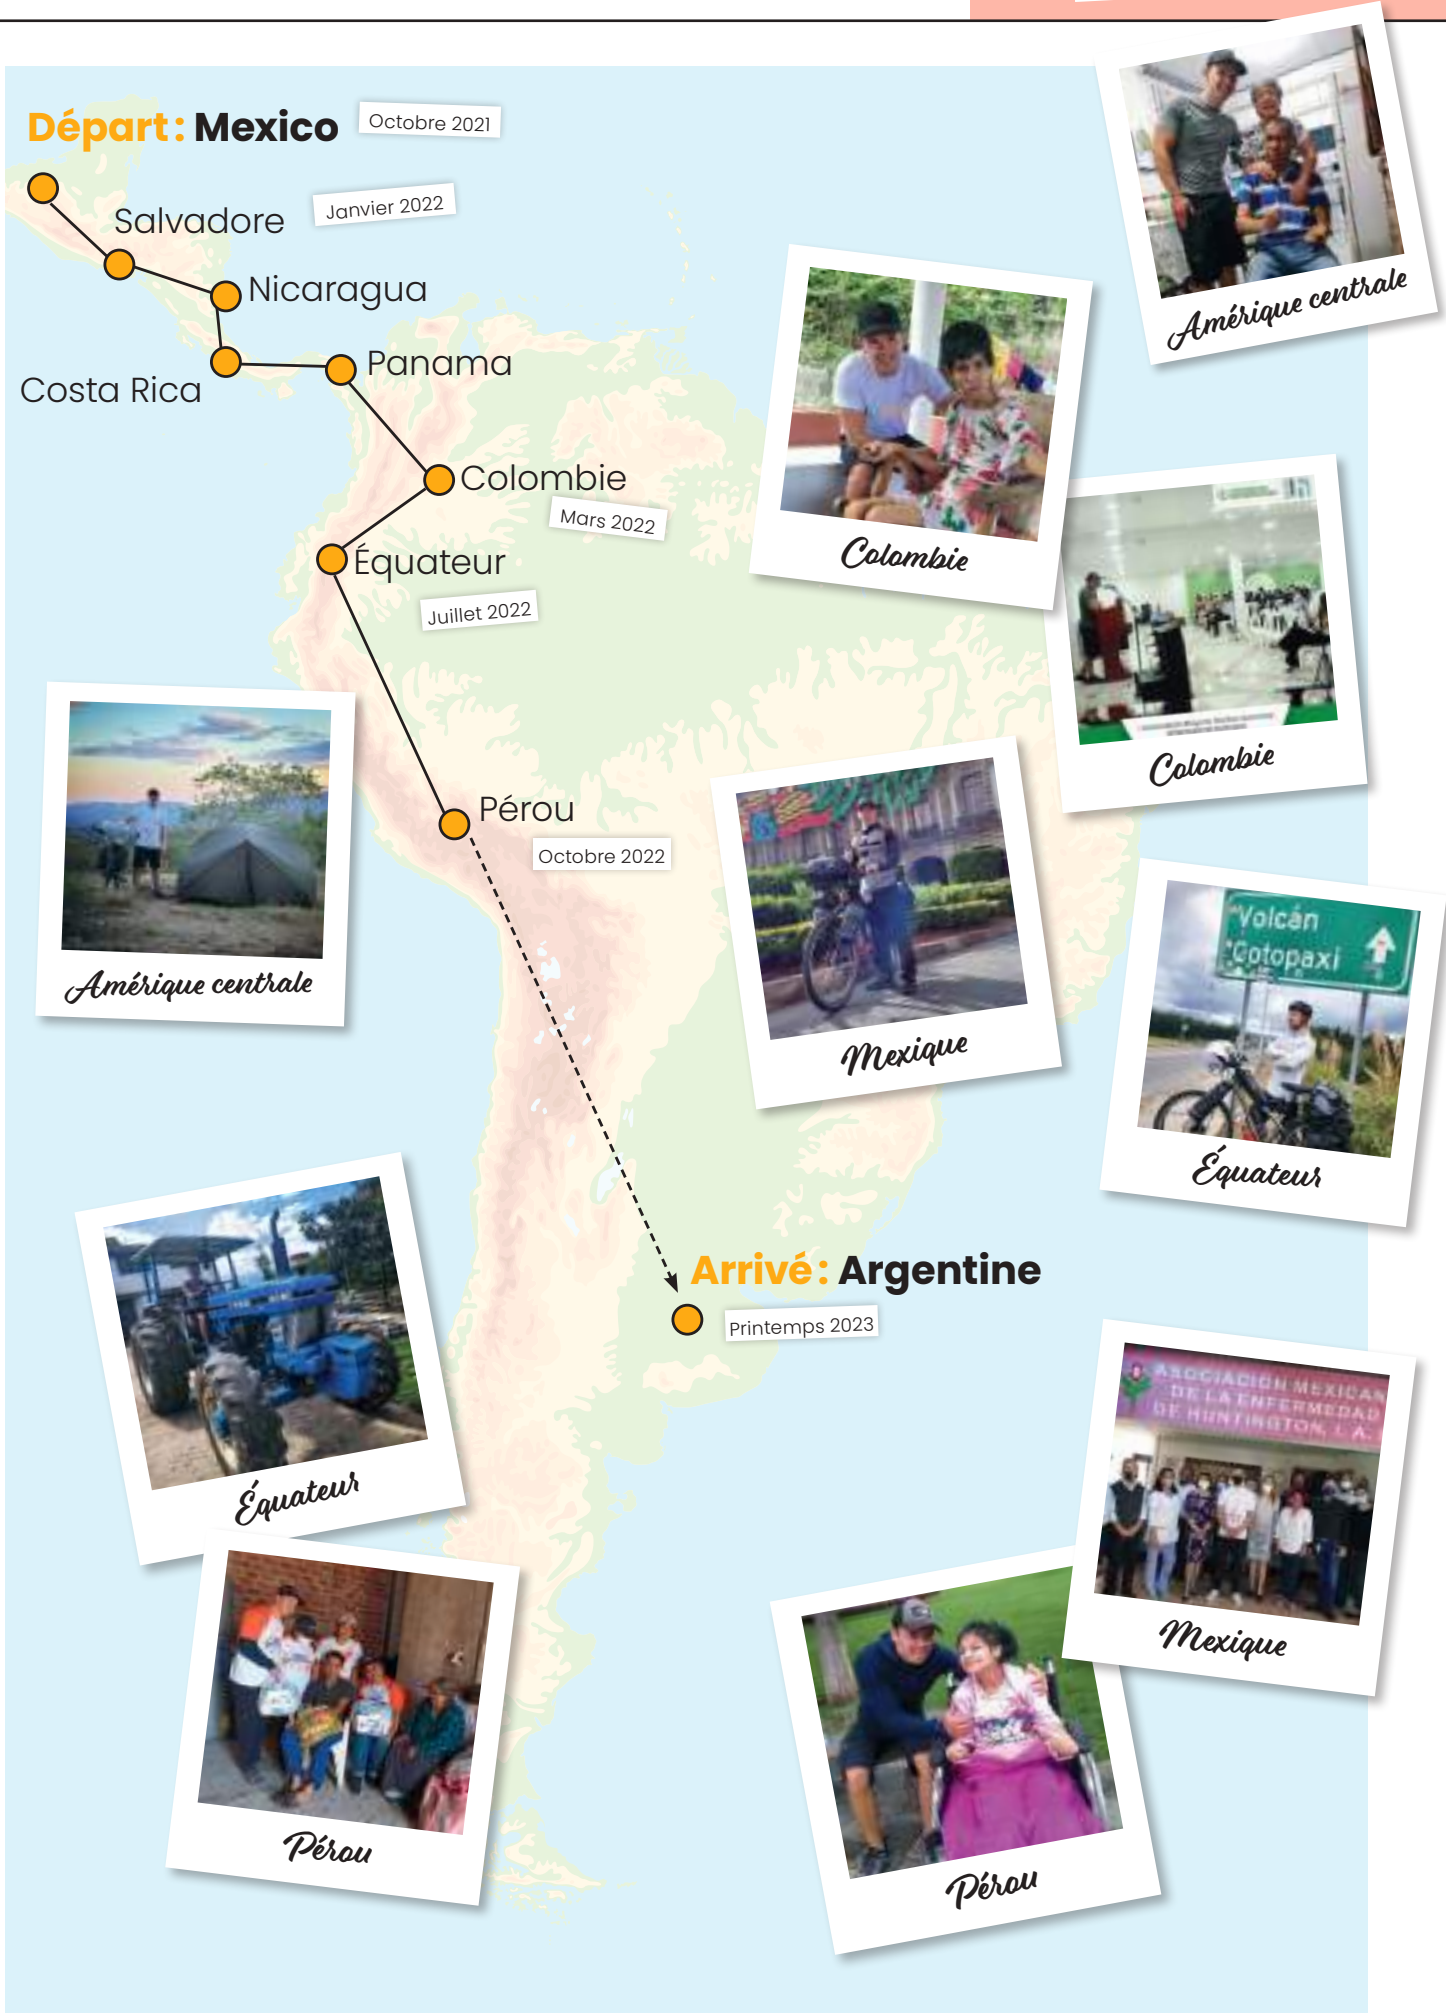 Départ : Mexico
Octobre 2021
Salvadore
Janvier 2022
Nicaragua
Costa Rica
Panama
Colombie
Mars 2022
Équateur
Juillet 2022
Pérou
Octobre 2022
Arrivé : Argentine
Printemps 2023
Amérique centrale
Colombie
Colombie
Amérique centrale
Mexique
Volcán
Cotopaxi
Équateur
Équateur
ASOCIACION MEXICAN
DE LA ENFERMEDAD
DE HUNTINGTON, I. A.
Mexique
Pérou
Pérou